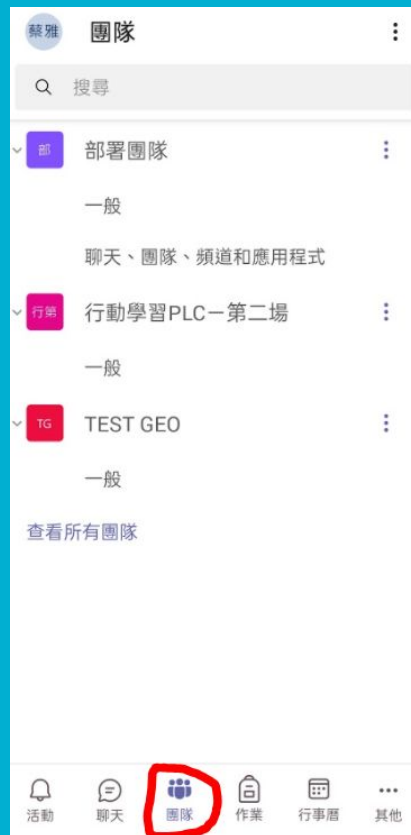 蔡雅 團隊
搜尋
部 部署團隊
一般
聊天、團隊、頻道和應用程式
行第 行動學習PLC－第二場
一般
TG TEST GEO
一般
查看所有團隊
活動 聊天 團隊 作業 行事曆 其他